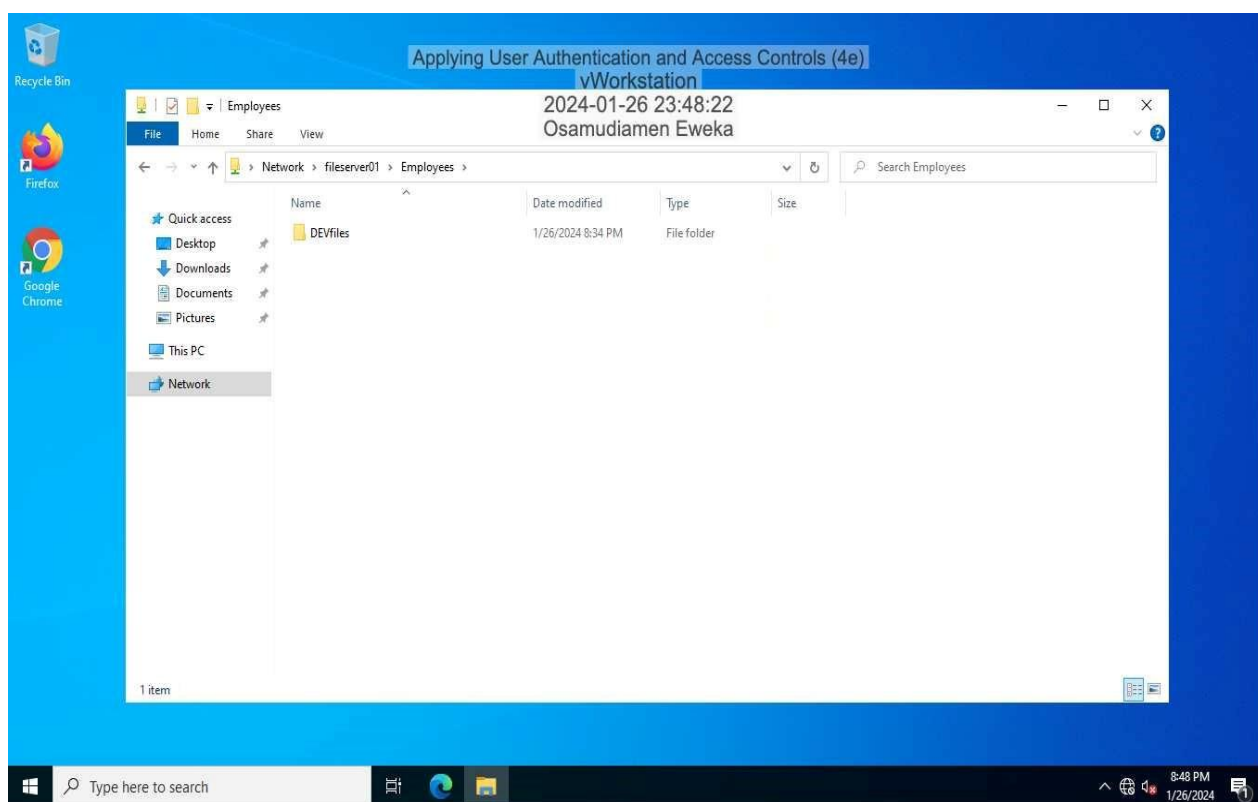 Recycle Bin
Applying User Authentication and Access Controls (4e)
vWorkstation
2024-01-26 23:48:22
Osamudiamen Eweka
Employees
File Home Share View
Network › fileserver01 › Employees ›
Search Employees
Firefox
Google
Chrome
Quick access
Desktop
Downloads
Documents
Pictures
This PC
Network
Name Date modified Type Size
DEVfiles 1/26/2024 8:34 PM File folder
1 item
Type here to search
8:48 PM
1/26/2024
1